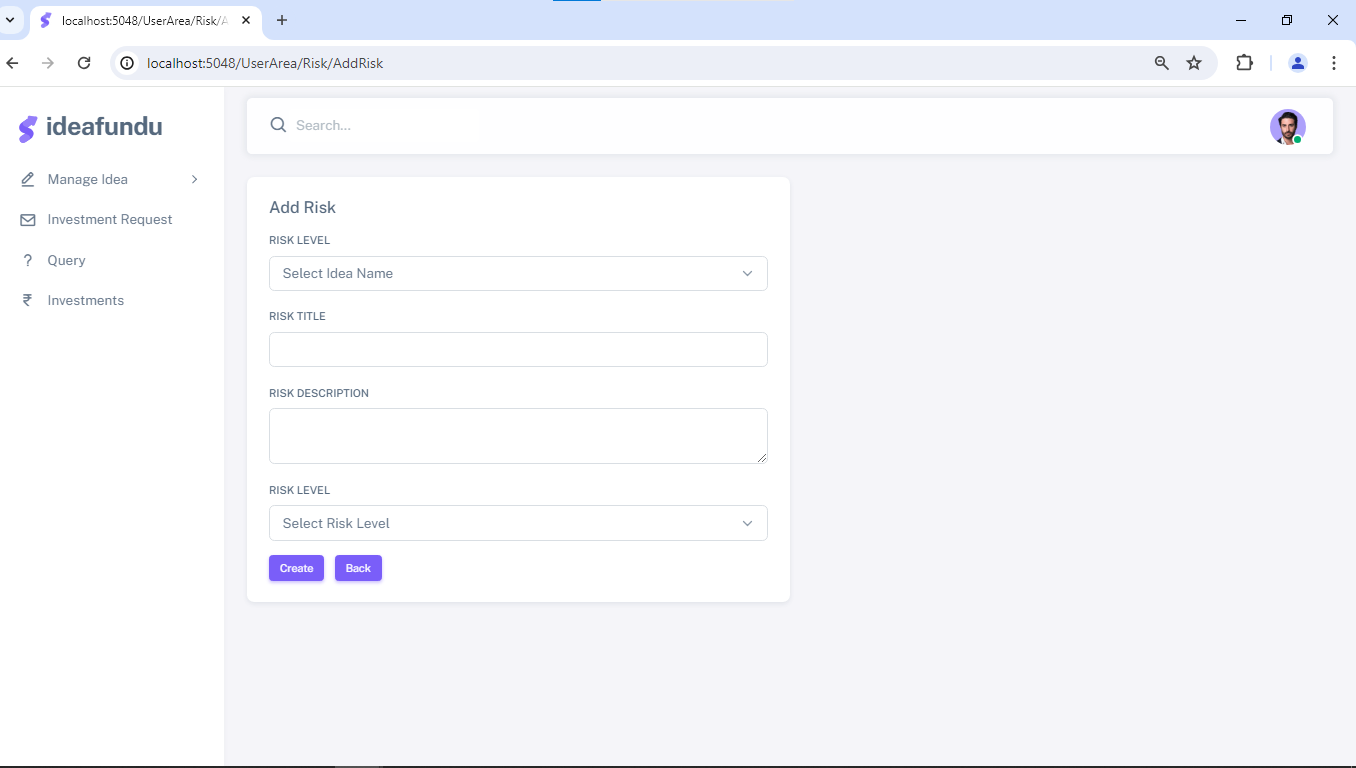 localhost:5048/UserArea/Risk/A
localhost:5048/UserArea/Risk/AddRisk
ideafundu
Search...
Manage Idea
Investment Request
? Query
₹ Investments
Add Risk
RISK LEVEL
Select Idea Name
RISK TITLE
RISK DESCRIPTION
RISK LEVEL
Select Risk Level
Create Back